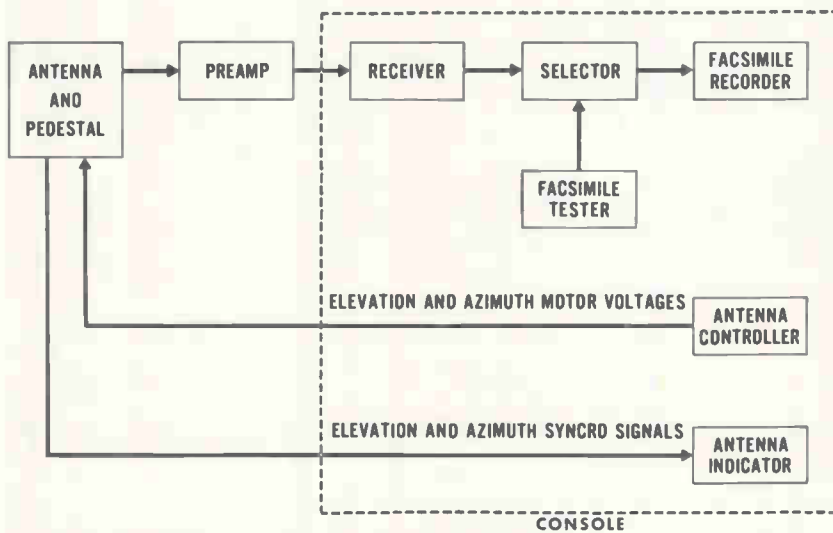 ANTENNA
AND
PEDESTAL
PREAMP
RECEIVER
SELECTOR
FACSIMILE
RECORDER
FACSIMILE
TESTER
ELEVATION AND AZIMUTH MOTOR VOLTAGES
ANTENNA
CONTROLLER
ELEVATION AND AZIMUTH SYNCRO SIGNALS
ANTENNA
INDICATOR
CONSOLE